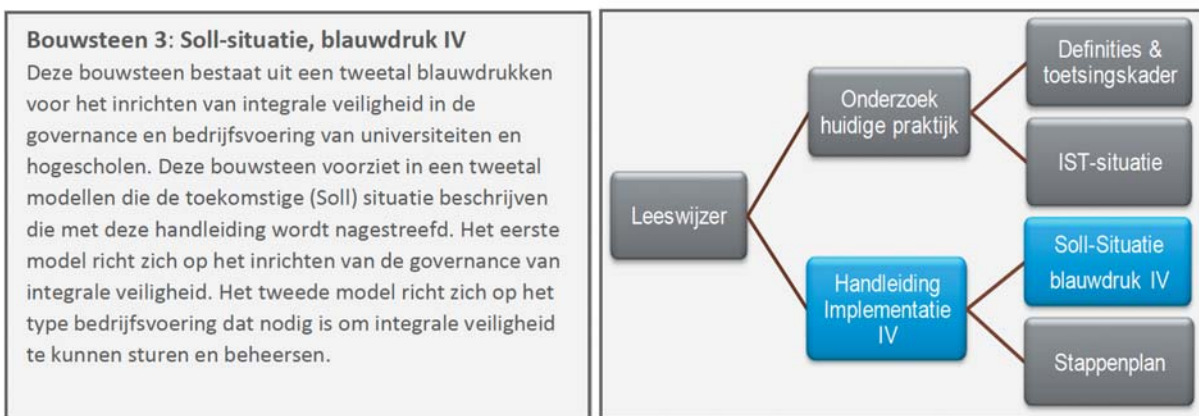 Bouwsteen 3: Soll-situatie, blauwdruk IV
Deze bouwsteen bestaat uit een tweetal blauwdrukken
voor het inrichten van integrale veiligheid in de
governance en bedrijfsvoering van universiteiten en
hogescholen. Deze bouwsteen voorziet in een tweetal
modellen die de toekomstige (Soll) situatie beschrijven
die met deze handleiding wordt nagestreefd. Het eerste
model richt zich op het inrichten van de governance van
integrale veiligheid. Het tweede model richt zich op het
type bedrijfsvoering dat nodig is om integrale veiligheid
te kunnen sturen en beheersen.
Leeswijzer
Onderzoek
huidige praktijk
Definities &
toetsingskader
IST-situatie
Handleiding
Implementatie
IV
Soll-Situatie
blauwdruk IV
Stappenplan